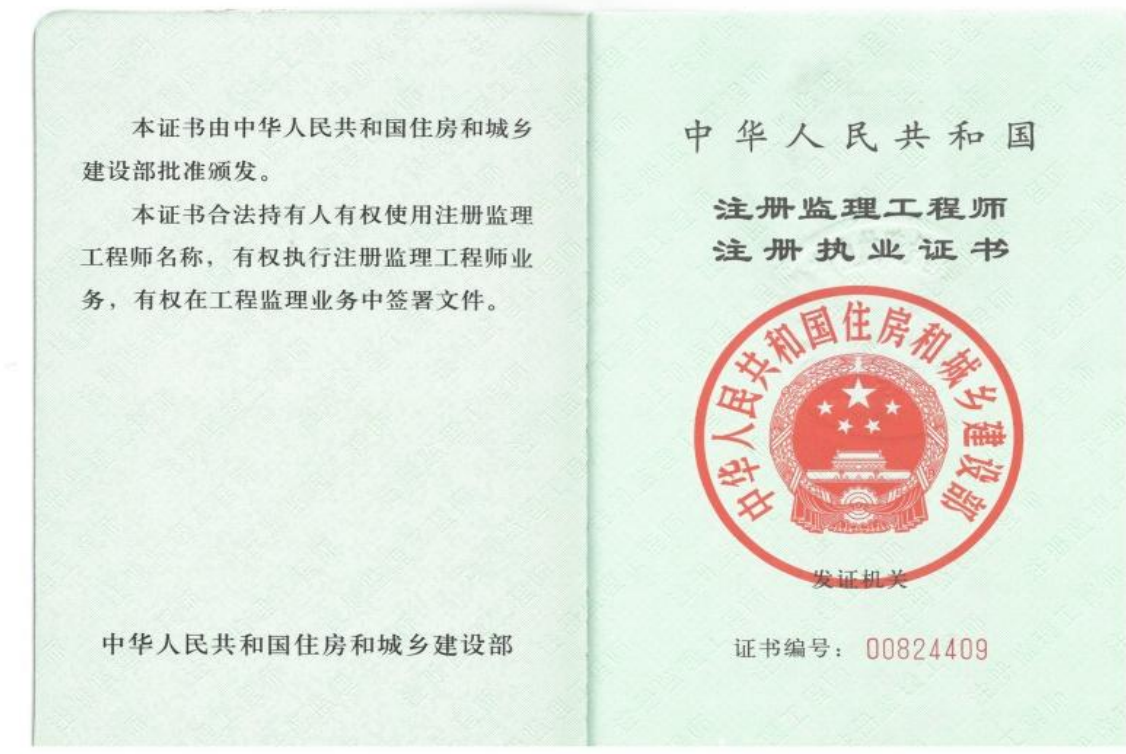 本证书由中华人民共和国住房和城乡
建设部批准颁发。
本证书合法持有人有权使用注册监理
工程师名称，有权执行注册监理工程师业
务，有权在工程监理业务中签署文件。
中华人民共和国住房和城乡建设部
中华人民共和国
注册监理工程师
注册执业证书
中华人民共和国住房和城乡建设部
发证机关
证书编号：00824409